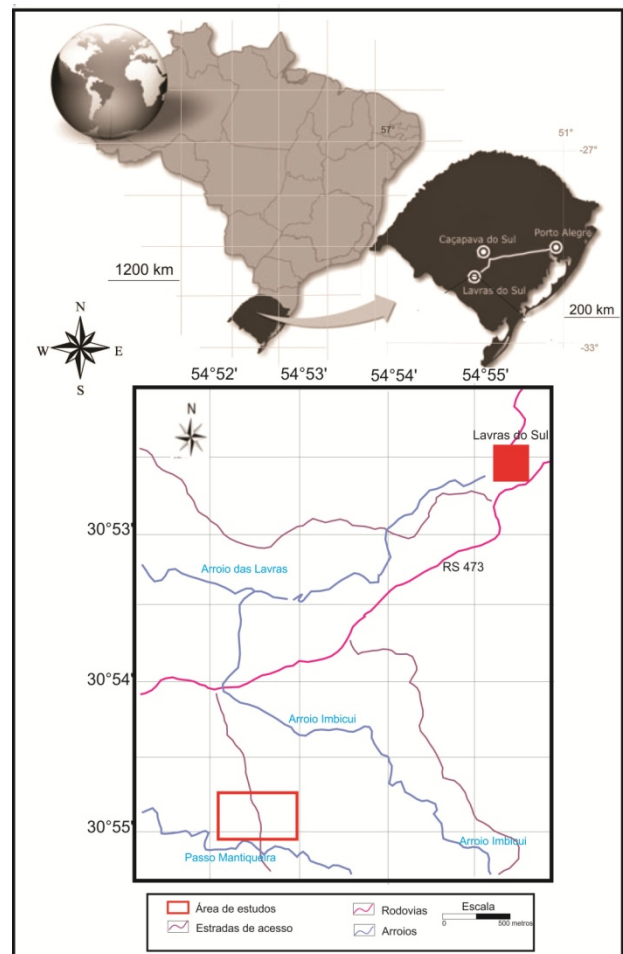 57°
51°
-27°
Caçapava do Sul
Porto Alegre
Lavras do Sul
1200 km
200 km
-33°
N
W E
S
54°52' 54°53' 54°54' 54°55'
N
Lavras do Sul
30°53'
Arroio das Lavras
RS 473
30°54'
Arroio Imbicui
30°55'
Arroio Imbicui
Passo Mantiqueira
Área de estudos
Rodovias
Escala
Estradas de acesso
Arroios
0 500 metros